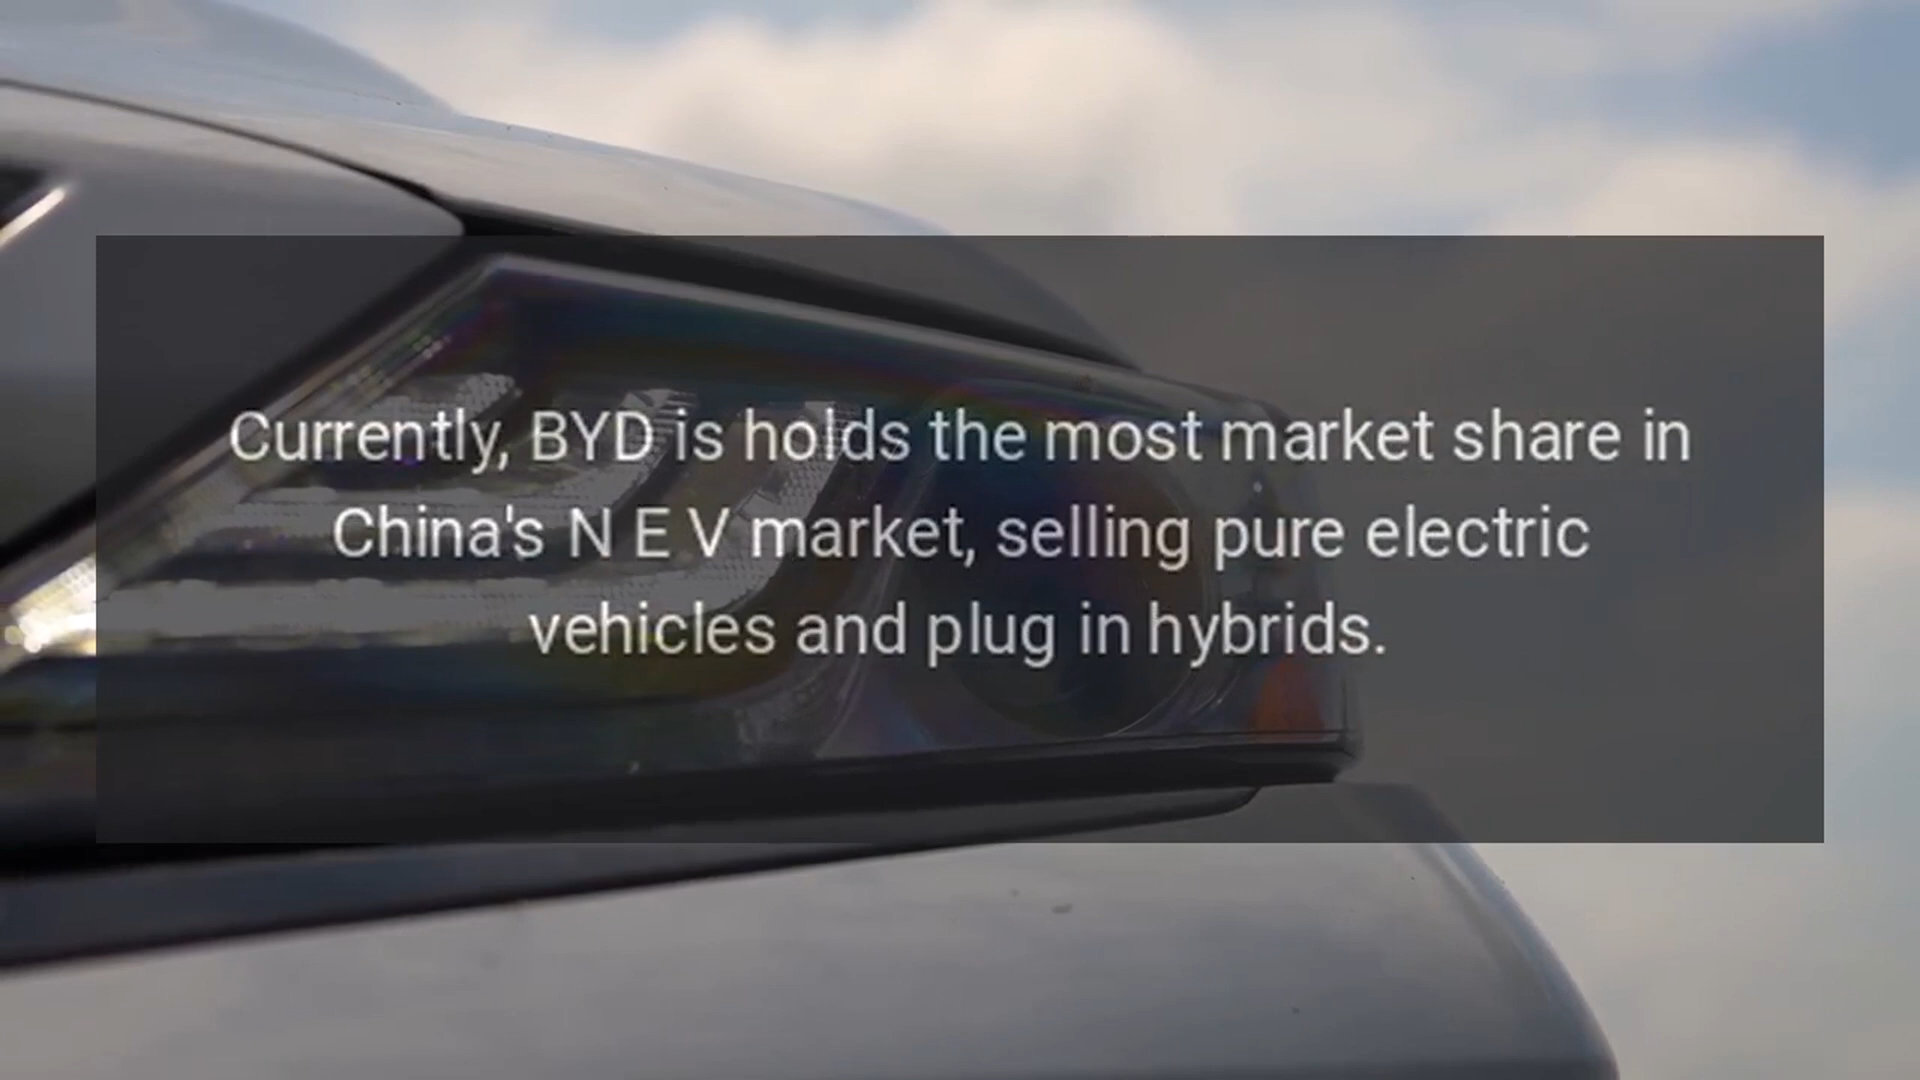 Currently, BYD is holds the most market share in
China's N E V market, selling pure electric
vehicles and plug in hybrids.